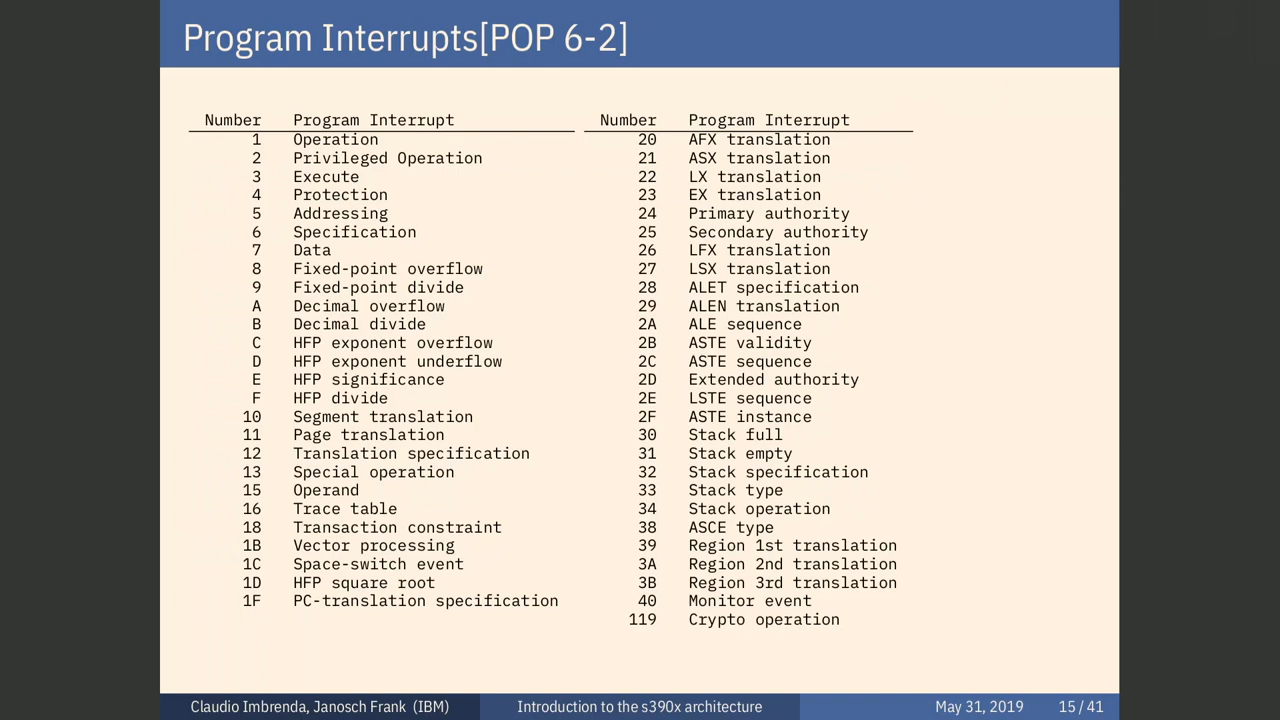 Program Interrupts[POP 6-2]
Number Program Interrupt
1 Operation
2 Privileged Operation
3 Execute
4 Protection
5 Addressing
6 Specification
7 Data
8 Fixed-point overflow
9 Fixed-point divide
A Decimal overflow
B Decimal divide
C HFP exponent overflow
D HFP exponent underflow
E HFP significance
F HFP divide
10 Segment translation
11 Page translation
12 Translation specification
13 Special operation
15 Operand
16 Trace table
18 Transaction constraint
1B Vector processing
1C Space-switch event
1D HFP square root
1F PC-translation specification
Number Program Interrupt
20 AFX translation
21 ASX translation
22 LX translation
23 EX translation
24 Primary authority
25 Secondary authority
26 LFX translation
27 LSX translation
28 ALET specification
29 ALEN translation
2A ALE sequence
2B ASTE validity
2C ASTE sequence
2D Extended authority
2E LSTE sequence
2F ASTE instance
30 Stack full
31 Stack empty
32 Stack specification
33 Stack type
34 Stack operation
38 ASCE type
39 Region 1st translation
3A Region 2nd translation
3B Region 3rd translation
40 Monitor event
119 Crypto operation
Claudio Imbrenda, Janosch Frank (IBM) Introduction to the s390x architecture May 31, 2019 15 / 41